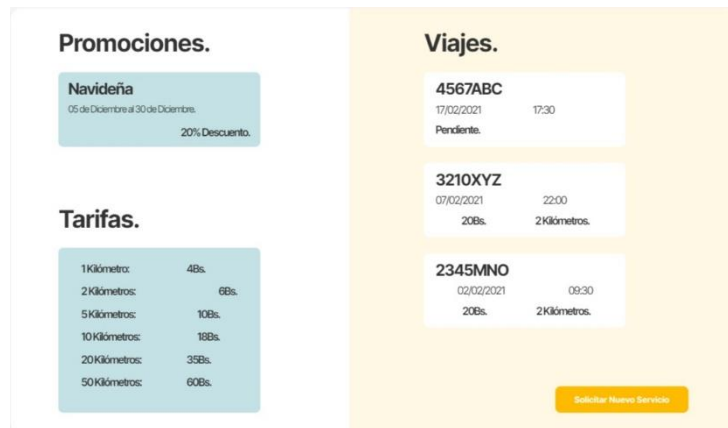 Promociones.
Navideña
05 de Diciembre al 30 de Diciembre.
20% Descuento.
Tarifas.
1 Kilómetro: 4Bs.
2 Kilómetros: 6Bs.
5 Kilómetros: 10Bs.
10 Kilómetros: 18Bs.
20 Kilómetros: 35Bs.
50 Kilómetros: 60Bs.
Viajes.
4567ABC
17/02/2021 17:30
Pendiente.
3210XYZ
07/02/2021 22:00
20Bs. 2 Kilómetros.
2345MNO
02/02/2021 09:30
20Bs. 2 Kilómetros.
Solicitar Nuevo Servicio